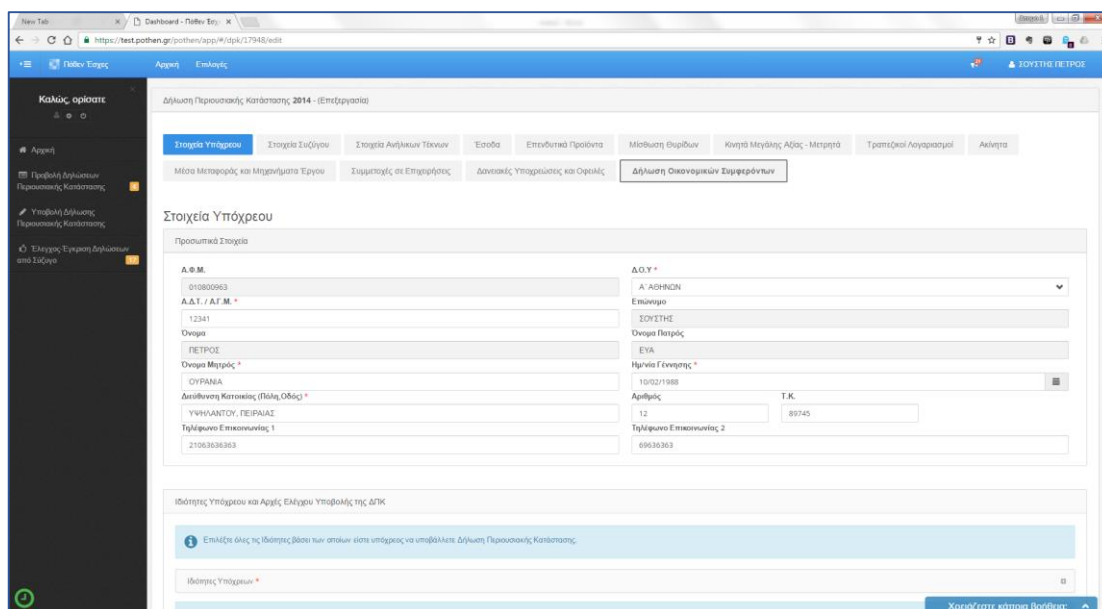 New Tab
Dashboard - Πόθεν Έσχ
https://test.pothen.gr/pothen/app/#/dpk/17948/edit
Πόθεν Έσχες Αρχική Επιλογές ΣΟΥΣΤΗΣ ΠΕΤΡΟΣ
Καλώς, ορίσατε
Αρχική
Προβολή Δηλώσεων
Περιουσιακής Κατάστασης
Υποβολή Δήλωσης
Περιουσιακής Κατάστασης
Έλεγχος-Έγκριση Δηλώσεων
από Σύζυγο
Δήλωση Περιουσιακής Κατάστασης 2014 - (Επεξεργασία)
Στοιχεία Υπόχρεου Στοιχεία Συζύγου Στοιχεία Ανήλικων Τέκνων Έσοδα Επενδυτικά Προϊόντα Μίσθωση Θυρίδων Κινητά Μεγάλης Αξίας - Μετρητά Τραπεζικοί Λογαριασμοί Ακίνητα
Μέσα Μεταφοράς και Μηχανήματα Έργου Συμμετοχές σε Επιχειρήσεις Δανειακές Υποχρεώσεις και Οφειλές Δήλωση Οικονομικών Συμφερόντων
Στοιχεία Υπόχρεου
Προσωπικά Στοιχεία
Α.Φ.Μ. Δ.Ο.Υ *
010800963 Α΄ ΑΘΗΝΩΝ
Α.Δ.Τ. / Α.Γ.Μ. * Επώνυμο
12341 ΣΟΥΣΤΗΣ
Όνομα Όνομα Πατρός
ΠΕΤΡΟΣ ΕΥΑ
Όνομα Μητρός * Ημ/νία Γέννησης *
ΟΥΡΑΝΙΑ 10/02/1988
Διεύθυνση Κατοικίας (Πόλη,Οδός) * Αριθμός Τ.Κ.
ΥΨΗΛΑΝΤΟΥ, ΠΕΙΡΑΙΑΣ 12 89745
Τηλέφωνο Επικοινωνίας 1 Τηλέφωνο Επικοινωνίας 2
21063636363 69636363
Ιδιότητες Υπόχρεου και Αρχές Ελέγχου Υποβολής της ΔΠΚ
Επιλέξτε όλες τις Ιδιότητες βάσει των οποίων είστε υπόχρεος να υποβάλλετε Δήλωση Περιουσιακής Κατάστασης.
Ιδιότητες Υπόχρεων *
Χρειάζεστε κάποια βοήθεια;